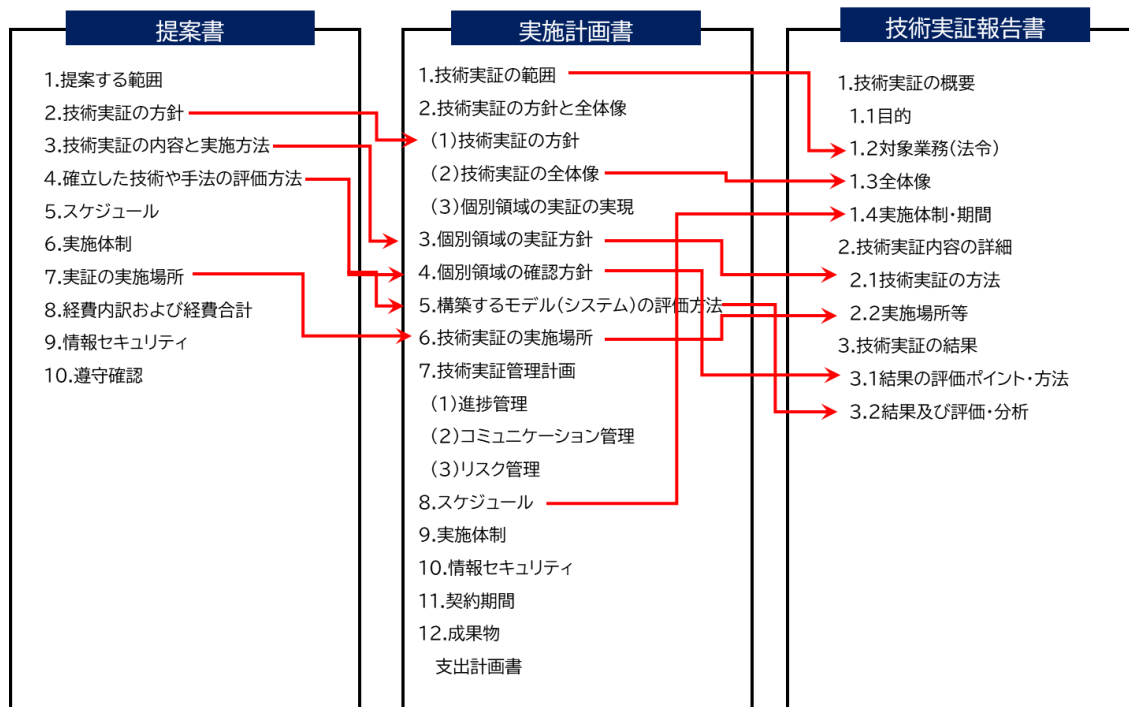 提案書
1.提案する範囲
2.技術実証の方針
3.技術実証の内容と実施方法
4.確立した技術や手法の評価方法
5.スケジュール
6.実施体制
7.実証の実施場所
8.経費内訳および経費合計
9.情報セキュリティ
10.遵守確認
実施計画書
1.技術実証の範囲
2.技術実証の方針と全体像
(1)技術実証の方針
(2)技術実証の全体像
(3)個別領域の実証の実現
3.個別領域の実証方針
4.個別領域の確認方針
5.構築するモデル(システム)の評価方法
6.技術実証の実施場所
7.技術実証管理計画
(1)進捗管理
(2)コミュニケーション管理
(3)リスク管理
8.スケジュール
9.実施体制
10.情報セキュリティ
11.契約期間
12.成果物
支出計画書
技術実証報告書
1.技術実証の概要
1.1目的
1.2対象業務(法令)
1.3全体像
1.4実施体制・期間
2.技術実証内容の詳細
2.1技術実証の方法
2.2実施場所等
3.技術実証の結果
3.1結果の評価ポイント・方法
3.2結果及び評価・分析